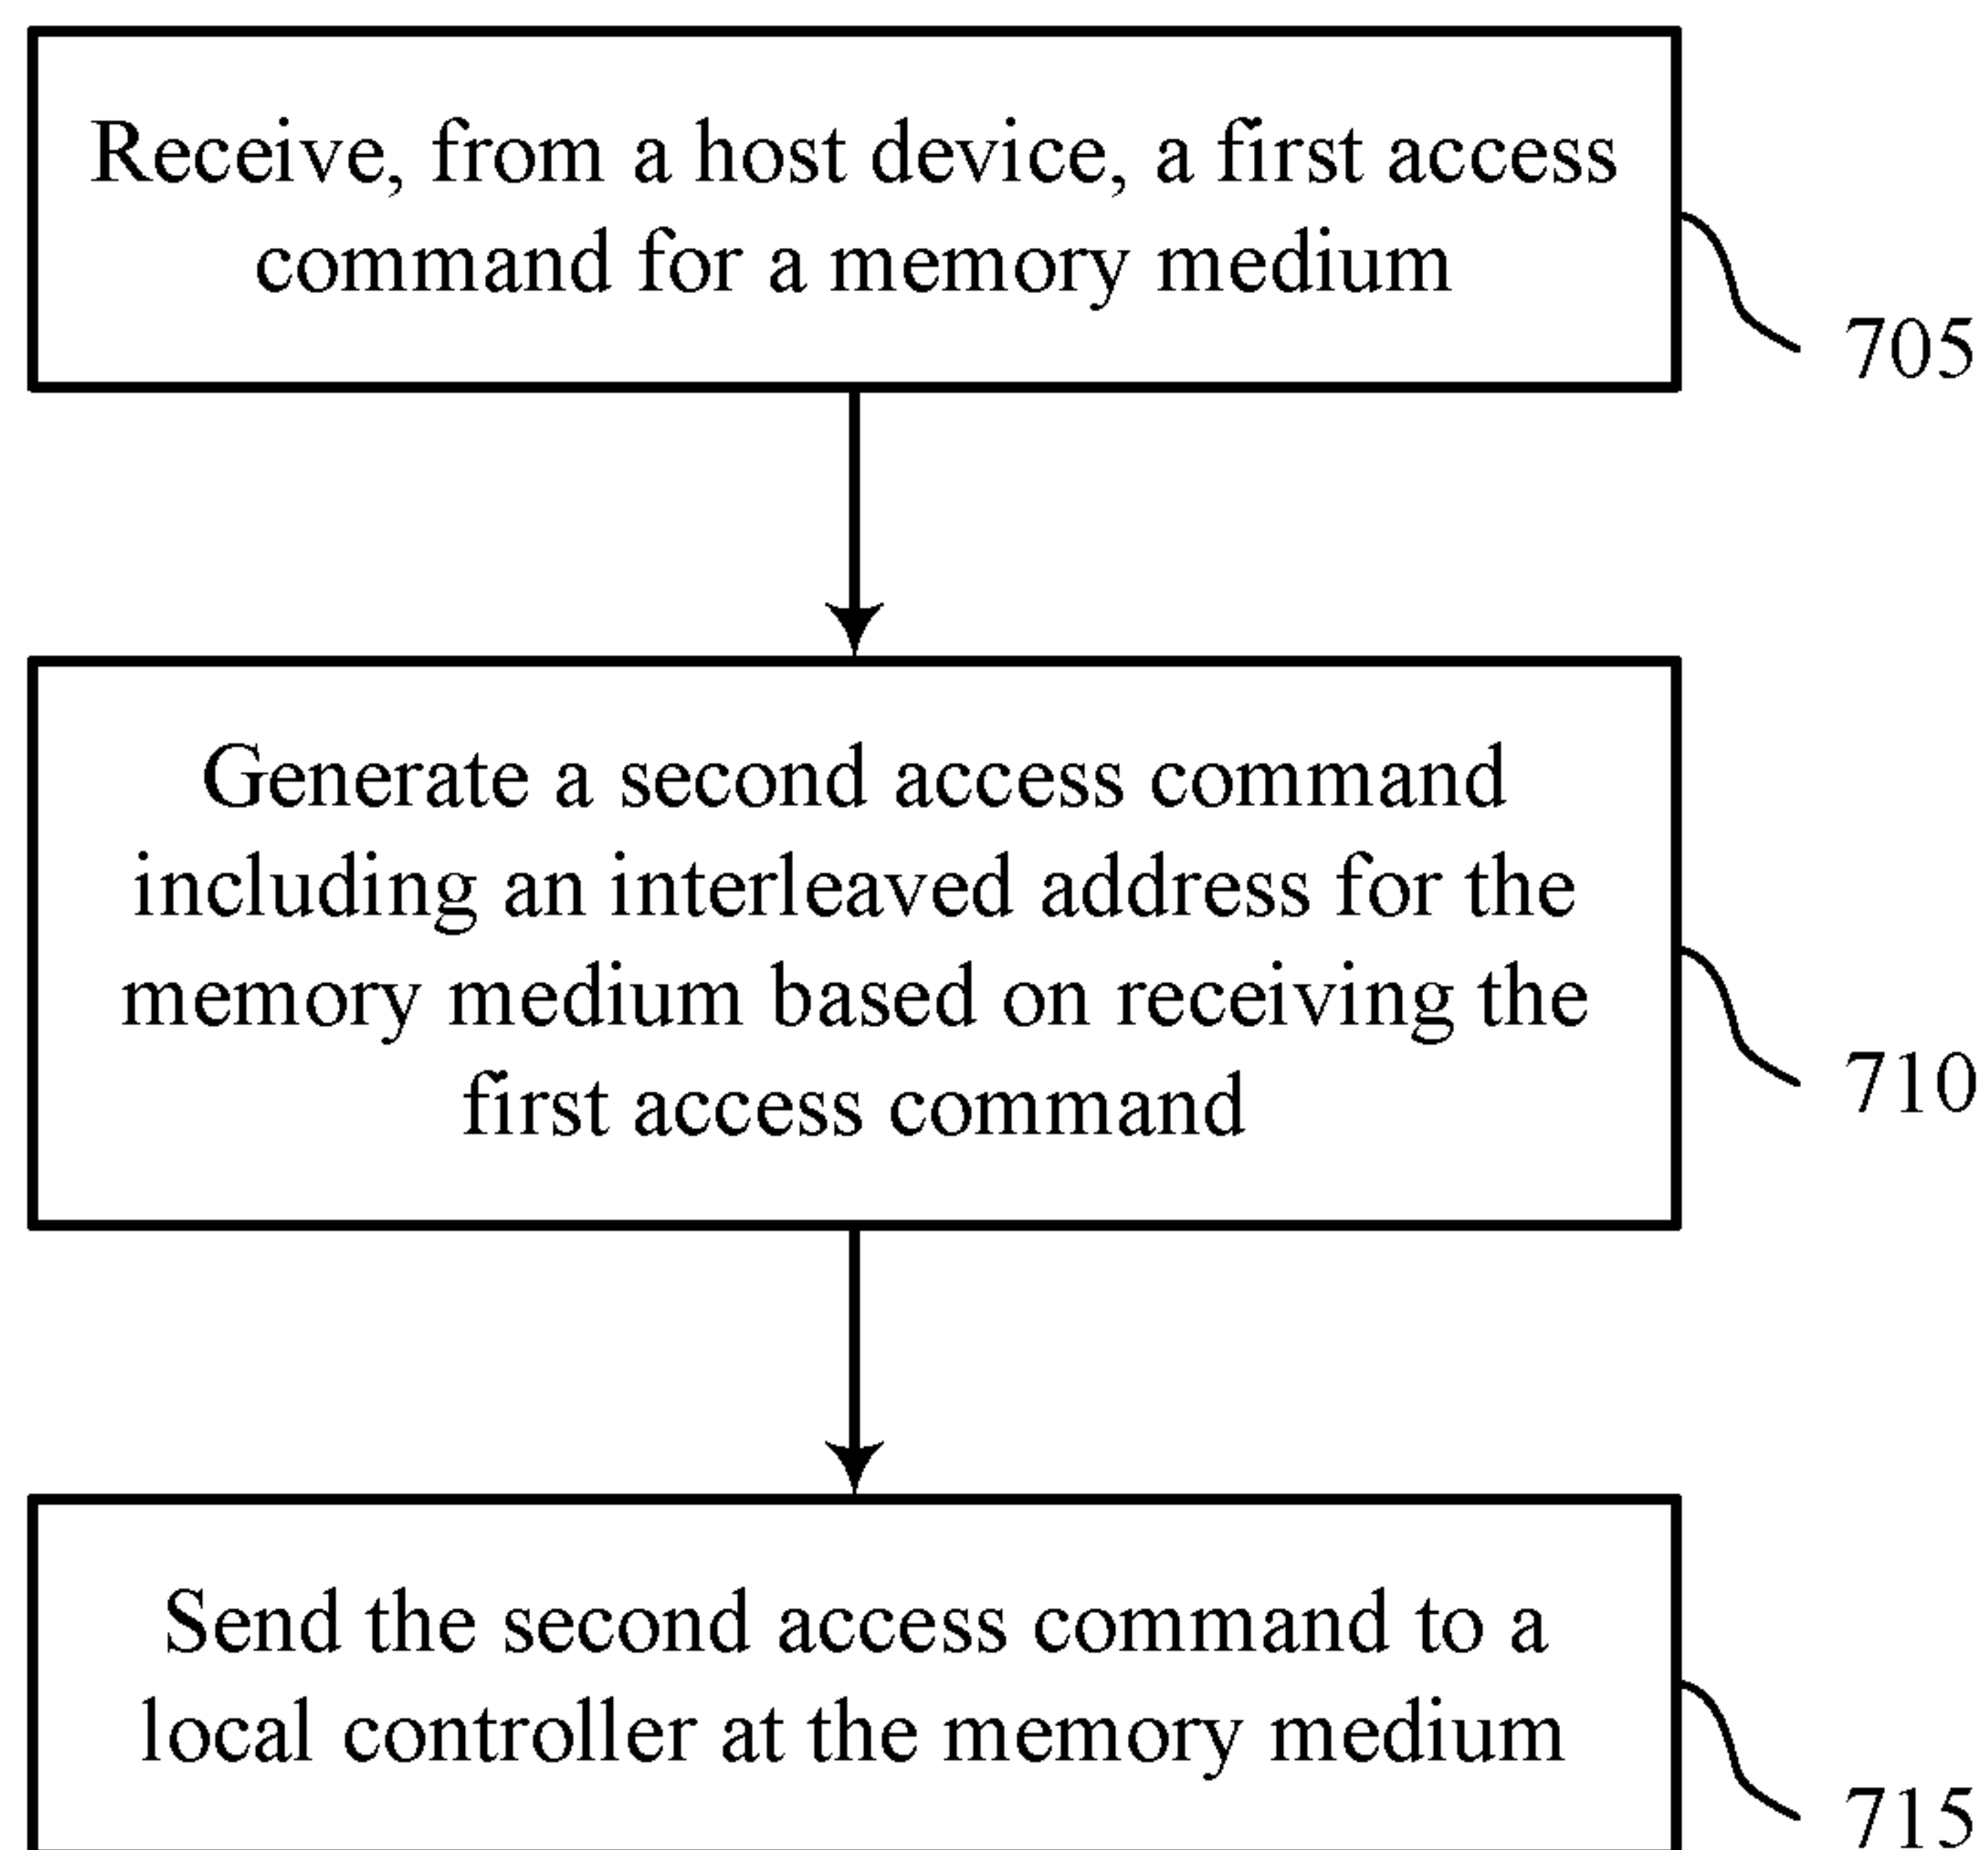 Receive, from a host device, a first access
command for a memory medium
705
Generate a second access command
including an interleaved address for the
memory medium based on receiving the
first access command
710
Send the second access command to a
local controller at the memory medium
715